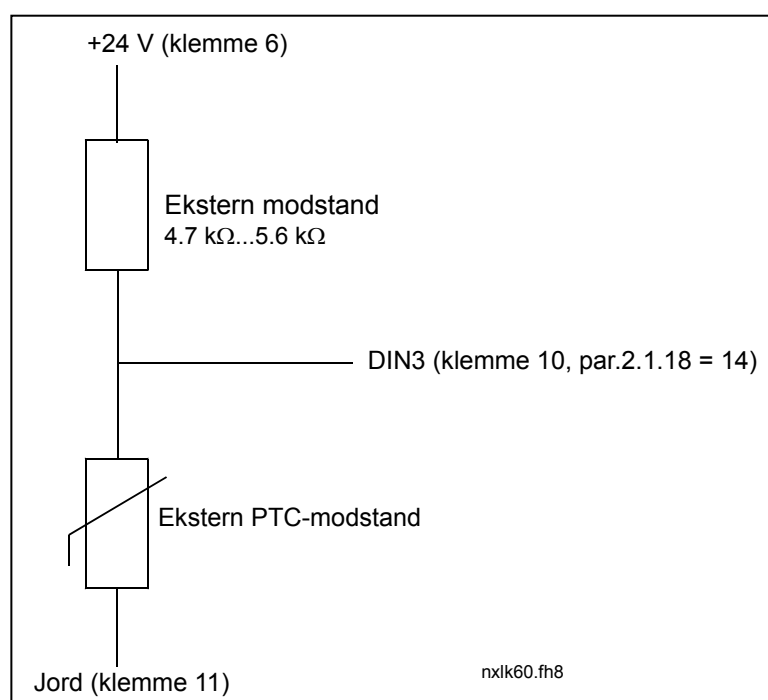 +24 V (klemme 6)
Ekstern modstand
4.7 kΩ...5.6 kΩ
DIN3 (klemme 10, par.2.1.18 = 14)
Ekstern PTC-modstand
Jord (klemme 11)
nxlk60.fh8